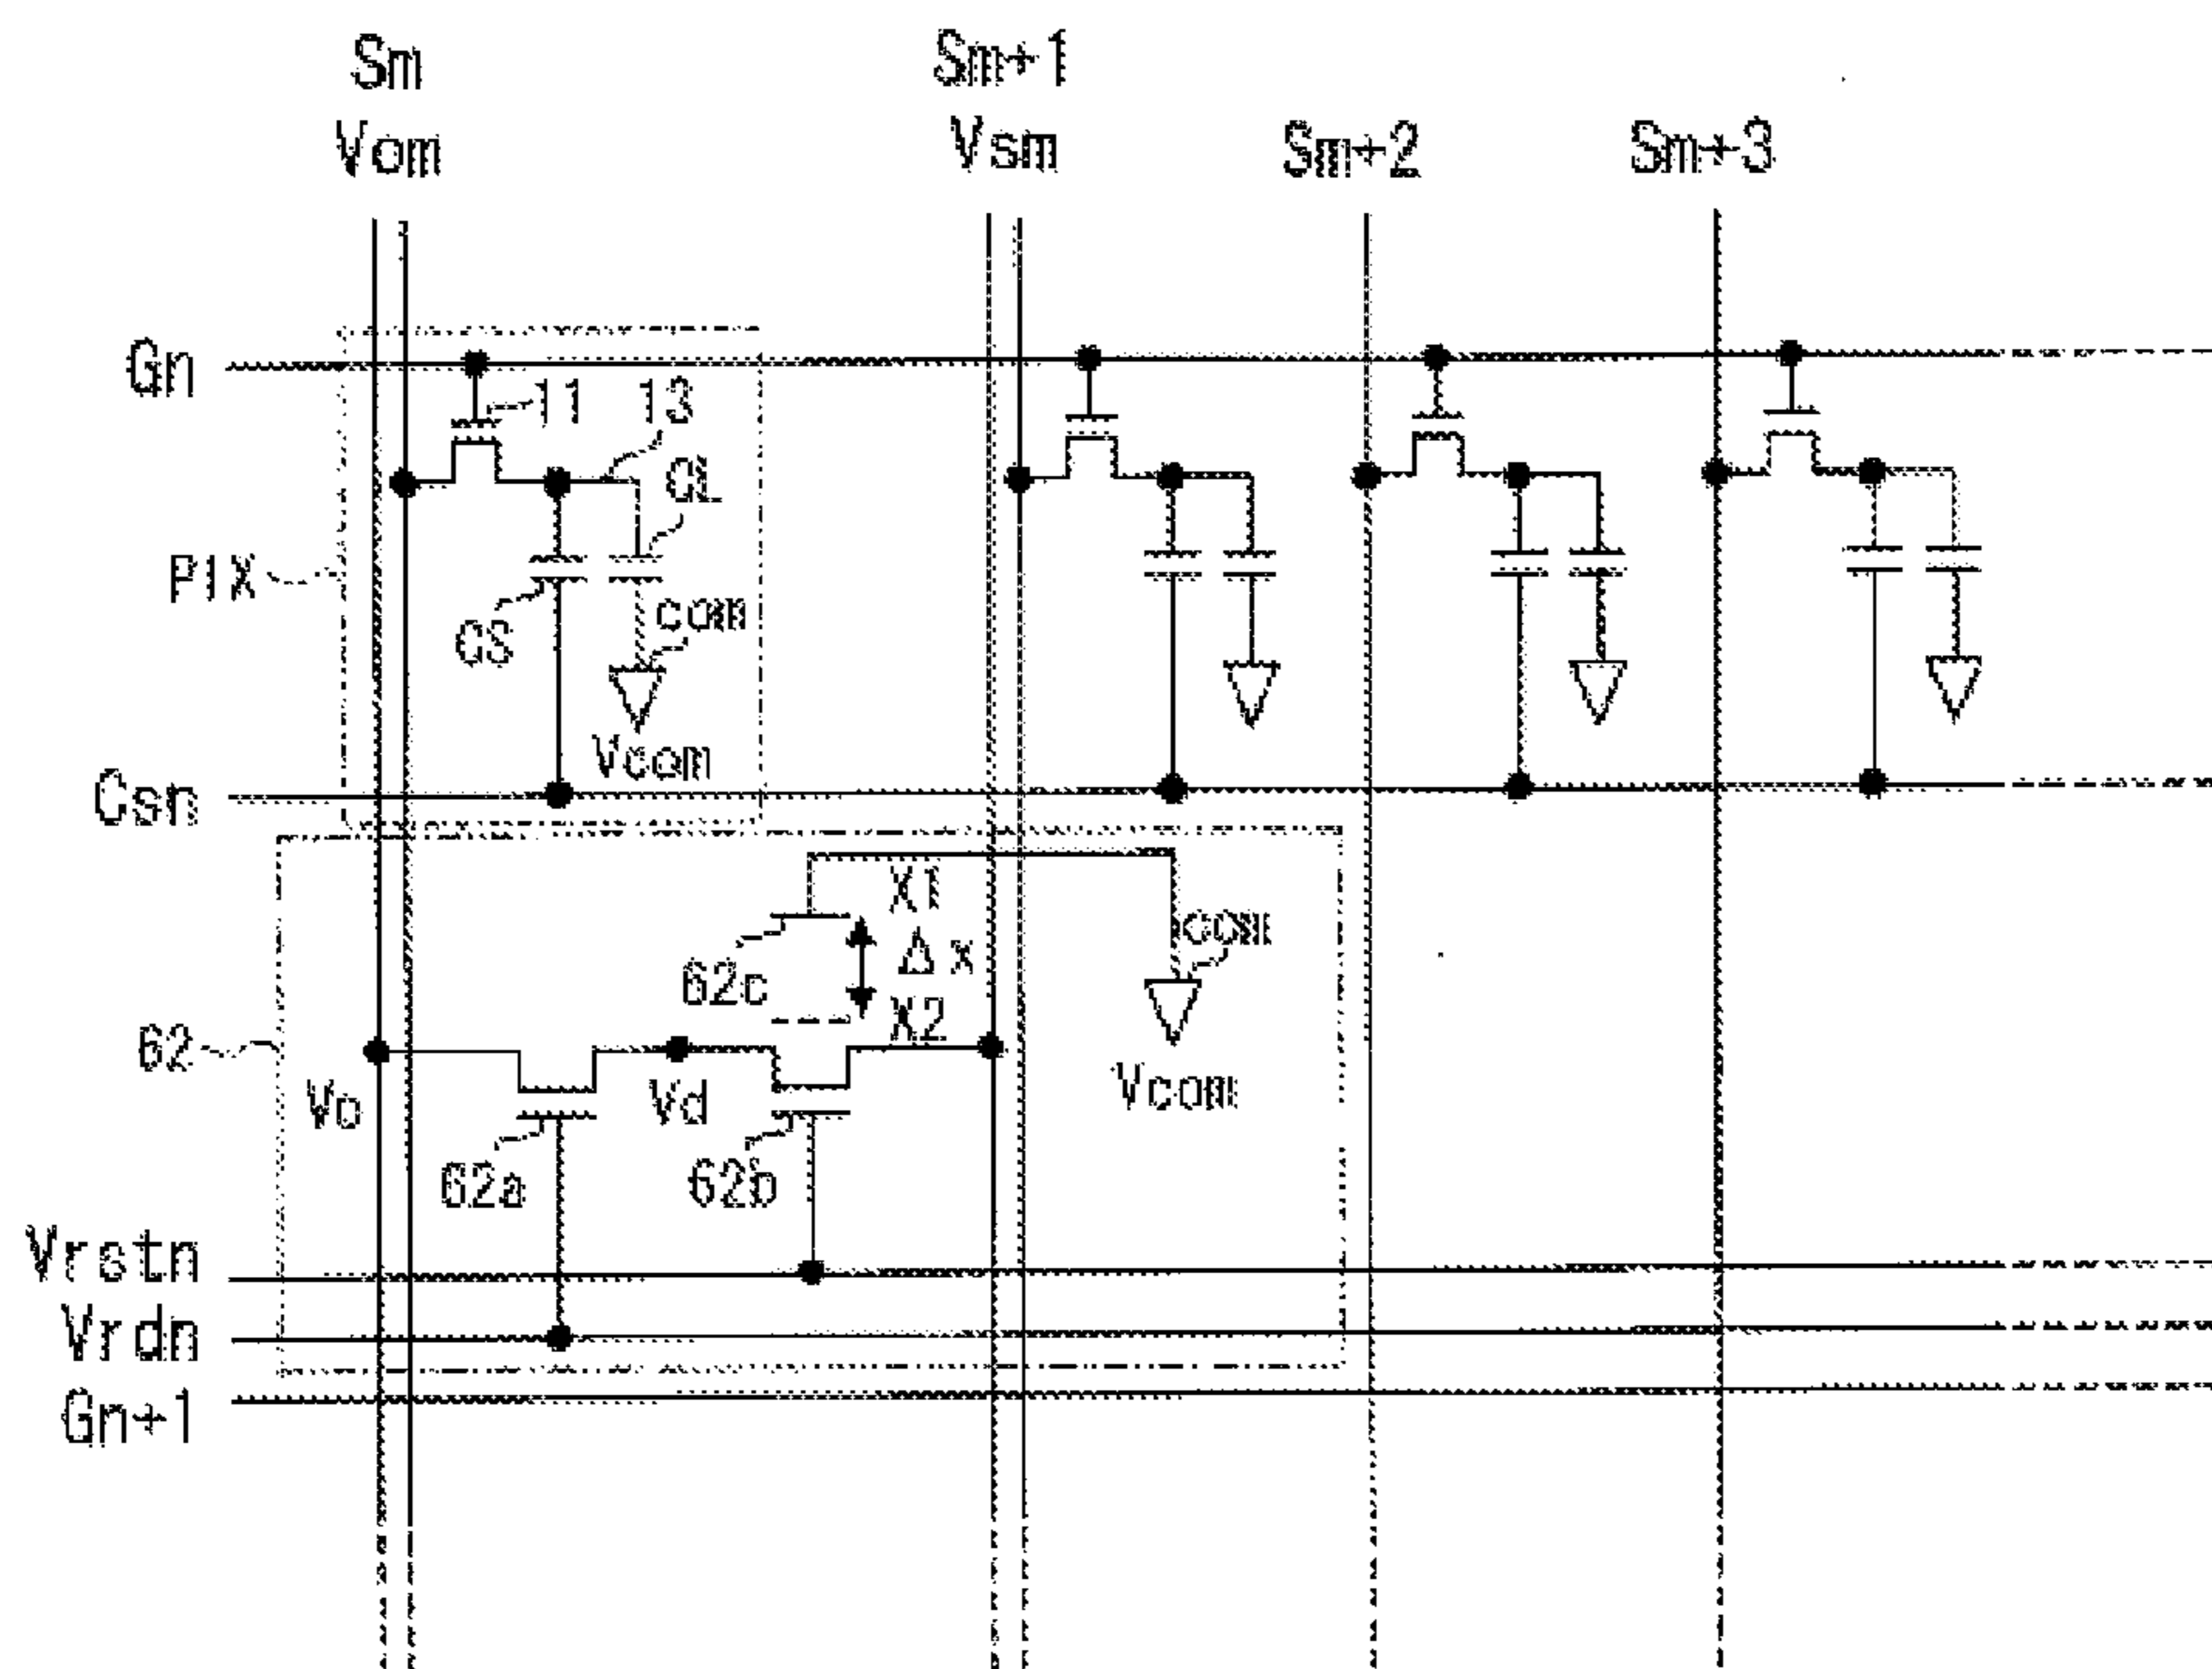 Sm
Sm+1
Vom
Vsm
Sm+2
Sm+3
Gn
11
13
CL
PIX
com
CS
Vcom
Csn
X1
com
Δx
62c
X2
62
Vo
Vd
Vcom
62a
62b
Vrstn
Vrdn
Gn+1